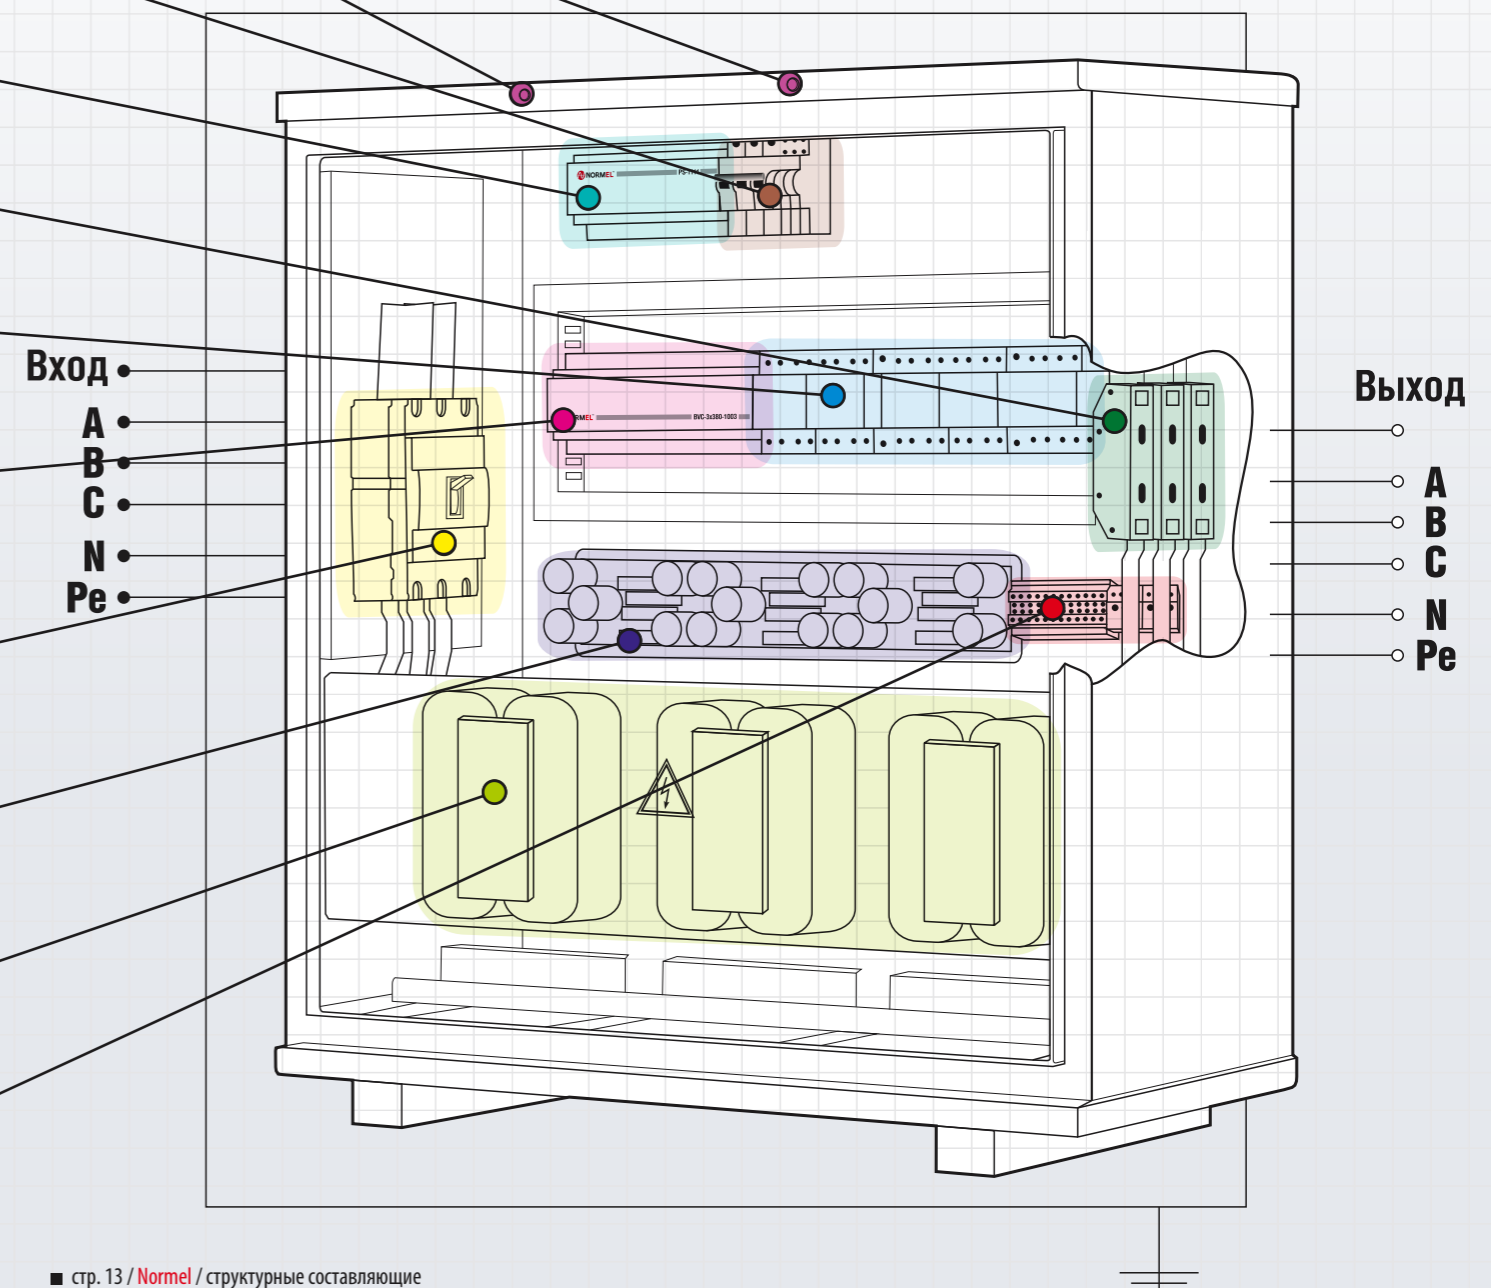 NORMEL
Вход
A
B
C
N
Pe
BVC-3x380-1003
Выход
A
B
C
N
Pe
стр. 13 / Normel / структурные составляющие